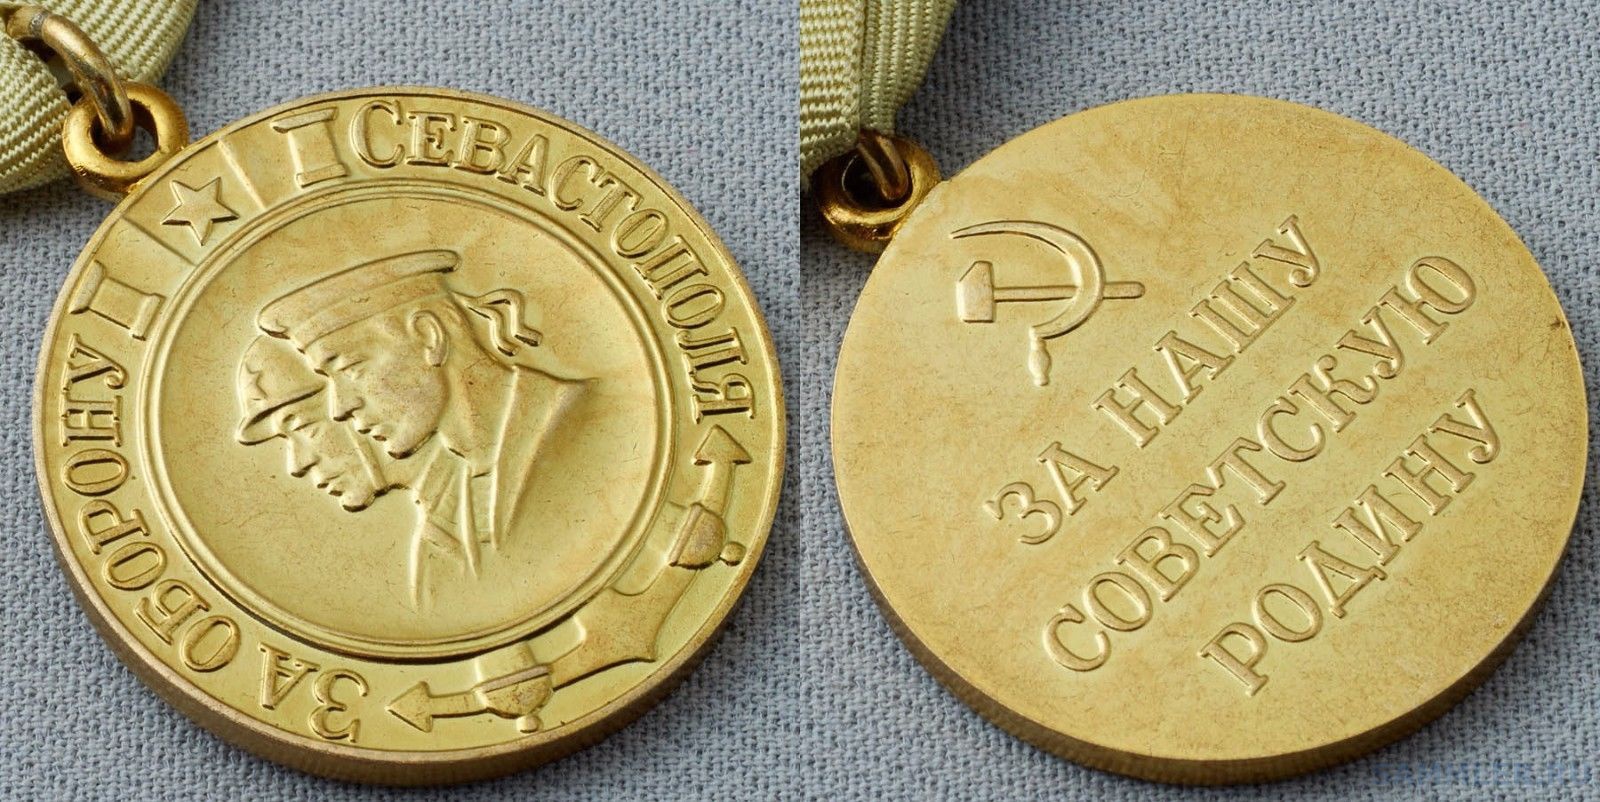 ЗА ОБОРОНУ СЕВАСТОПОЛЯ
ЗА НАШУ
СОВЕТСКУЮ
РОДИНУ